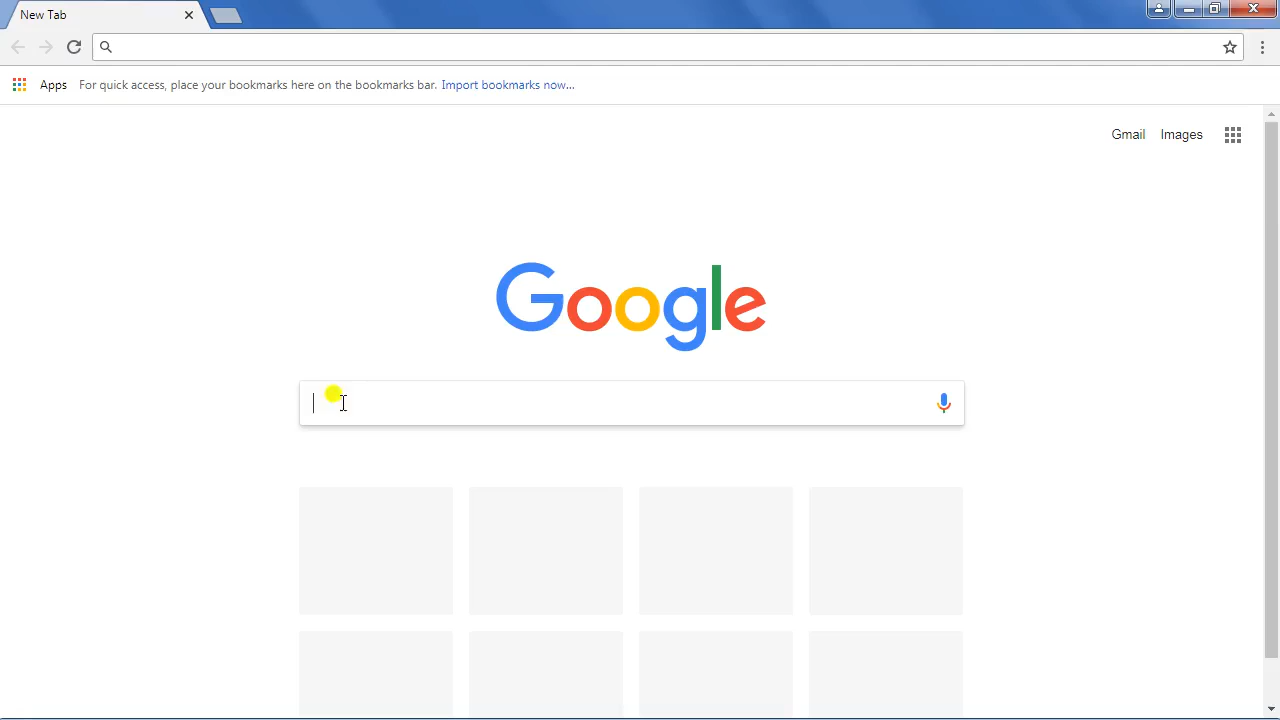 New Tab
Apps For quick access, place your bookmarks here on the bookmarks bar. Import bookmarks now...
Gmail Images
Google